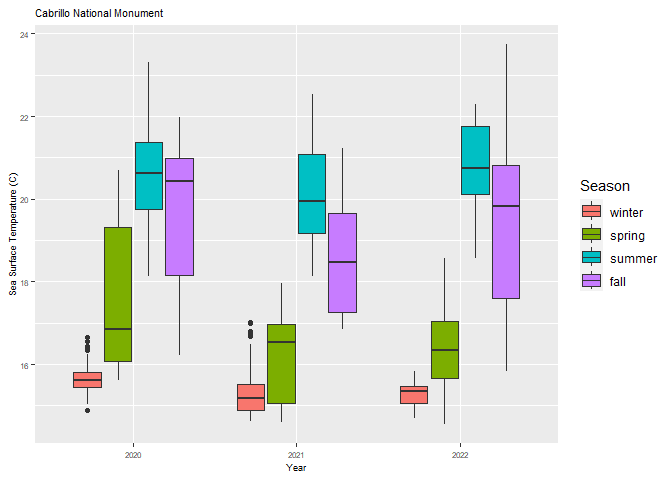 Cabrillo National Monument
24
22
20
18
16
Sea Surface Temperature (C)
2020
2021
2022
Year
Season
winter
spring
summer
fall